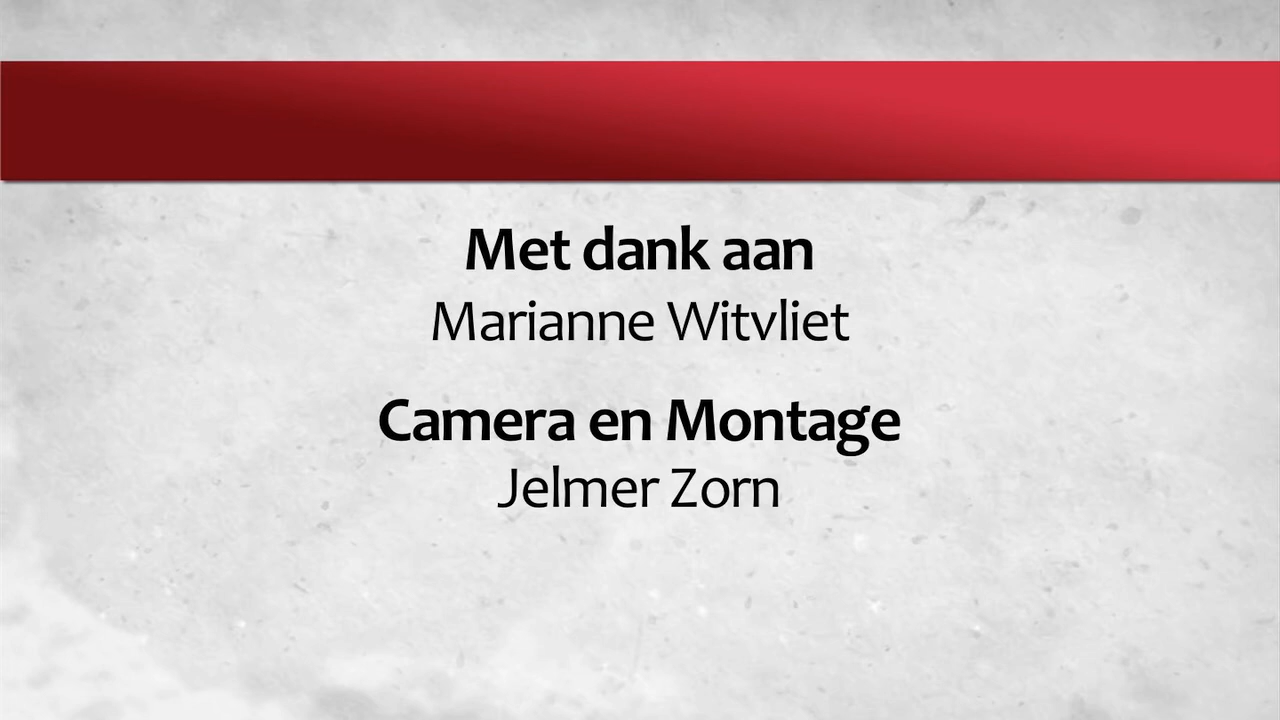 Met dank aan
Marianne Witvliet
Camera en Montage
Jelmer Zorn